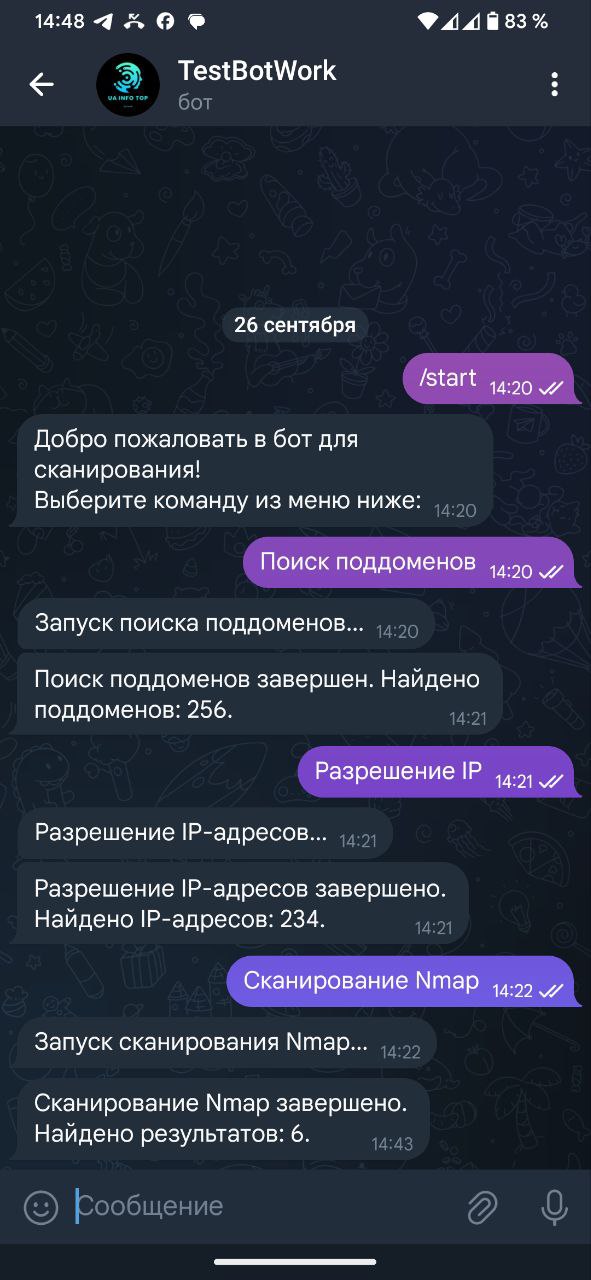 14:48
83 %
TestBotWork
бот
UA INFO TOP
26 сентября
/start 14:20
Добро пожаловать в бот для
сканирования!
Выберите команду из меню ниже: 14:20
Поиск поддоменов 14:20
Запуск поиска поддоменов... 14:20
Поиск поддоменов завершен. Найдено
поддоменов: 256. 14:21
Разрешение IP 14:21
Разрешение IP-адресов... 14:21
Разрешение IP-адресов завершено.
Найдено IP-адресов: 234. 14:21
Сканирование Nmap 14:22
Запуск сканирования Nmap... 14:22
Сканирование Nmap завершено.
Найдено результатов: 6. 14:43
Сообщение